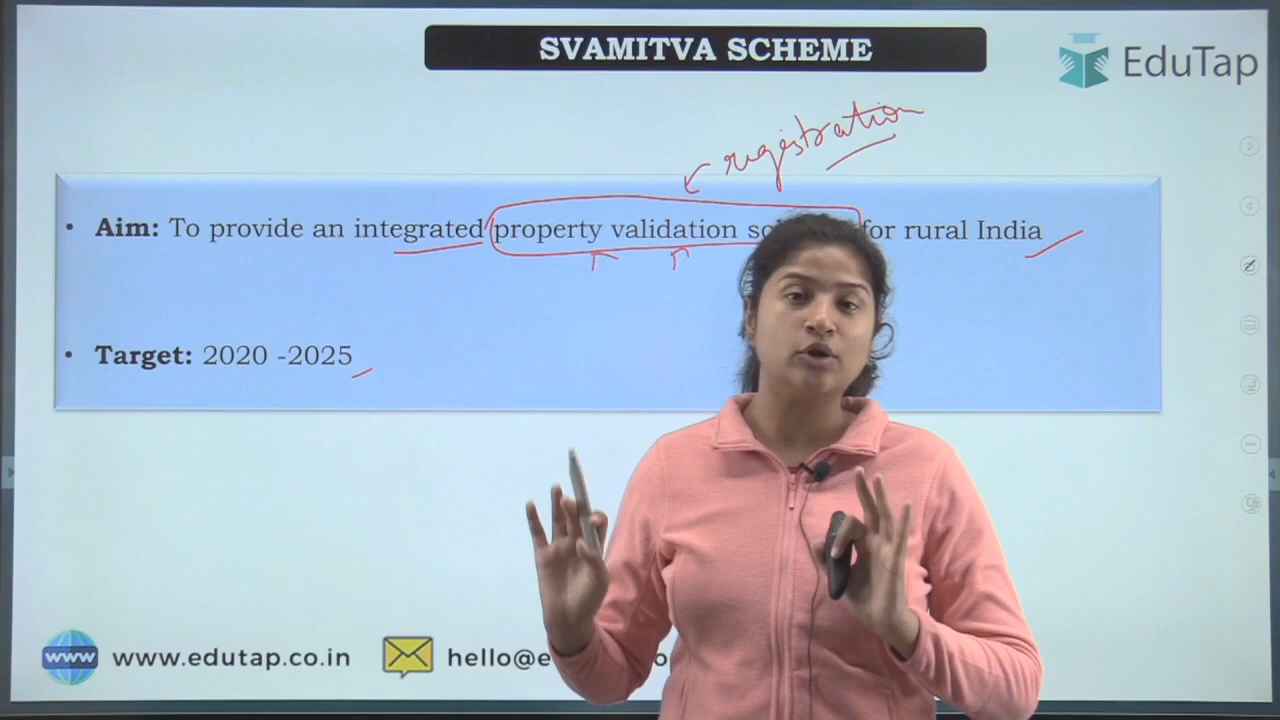 SVAMITVA SCHEME
EduTap
registration
• Aim: To provide an integrated property validation for rural India
• Target: 2020 -2025
www www.edutap.co.in hello@e